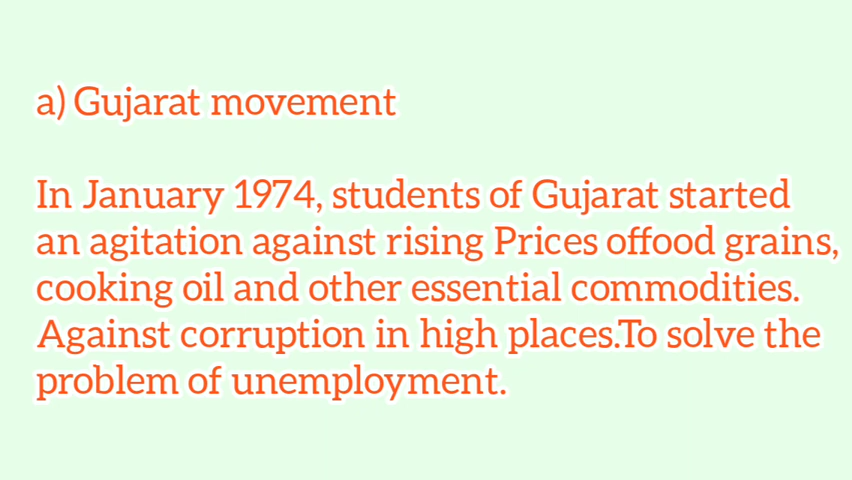 a) Gujarat movement
In January 1974, students of Gujarat started
an agitation against rising Prices offood grains,
cooking oil and other essential commodities.
Against corruption in high places.To solve the
problem of unemployment.